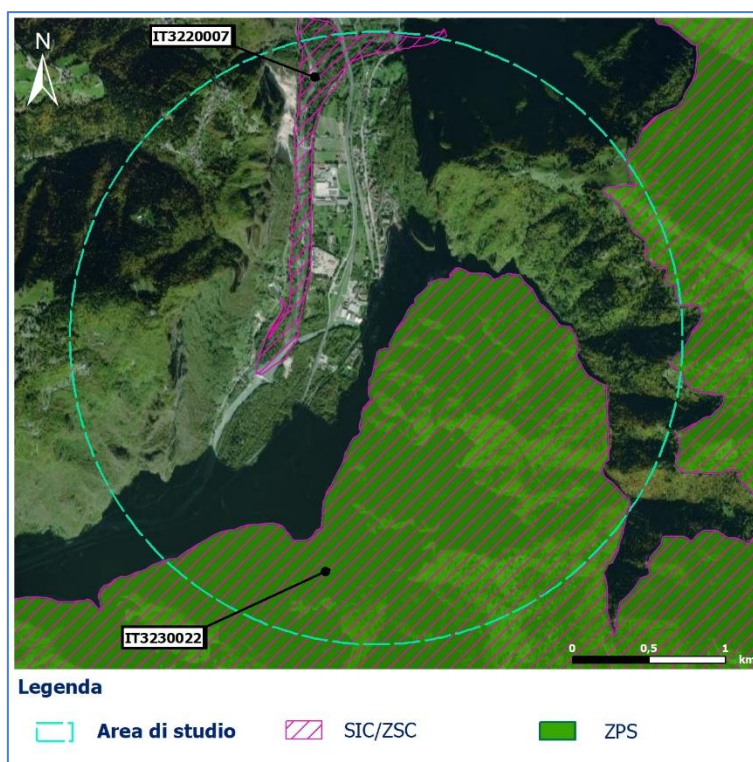 IT3220007
N
IT3230022
0 0,5 1
km
Legenda
Area di studio SIC/ZSC ZPS